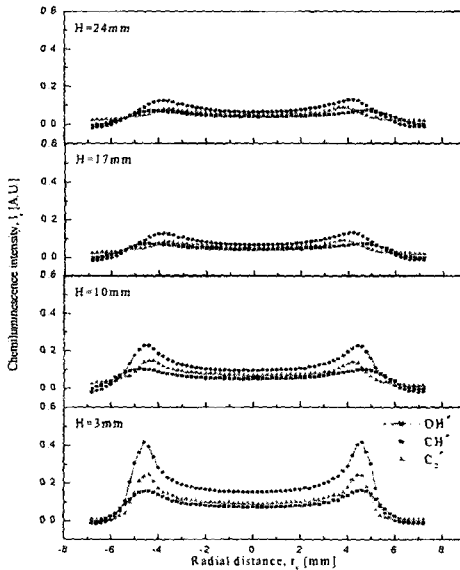 0 6
H=24mm
0 4
0 2
0 0
0 6
H=17mm
0 4
0 2
0 0
0 6
H=10mm
0 4
0 2
0 0
0 6
H=3mm
0 4
0 2
0 0
OH*
CH*
C2*
-8 -6 -4 -2 0 2 4 6 8
Radial distance, r [mm]
Chemiluminescence intensity, I [A.U]